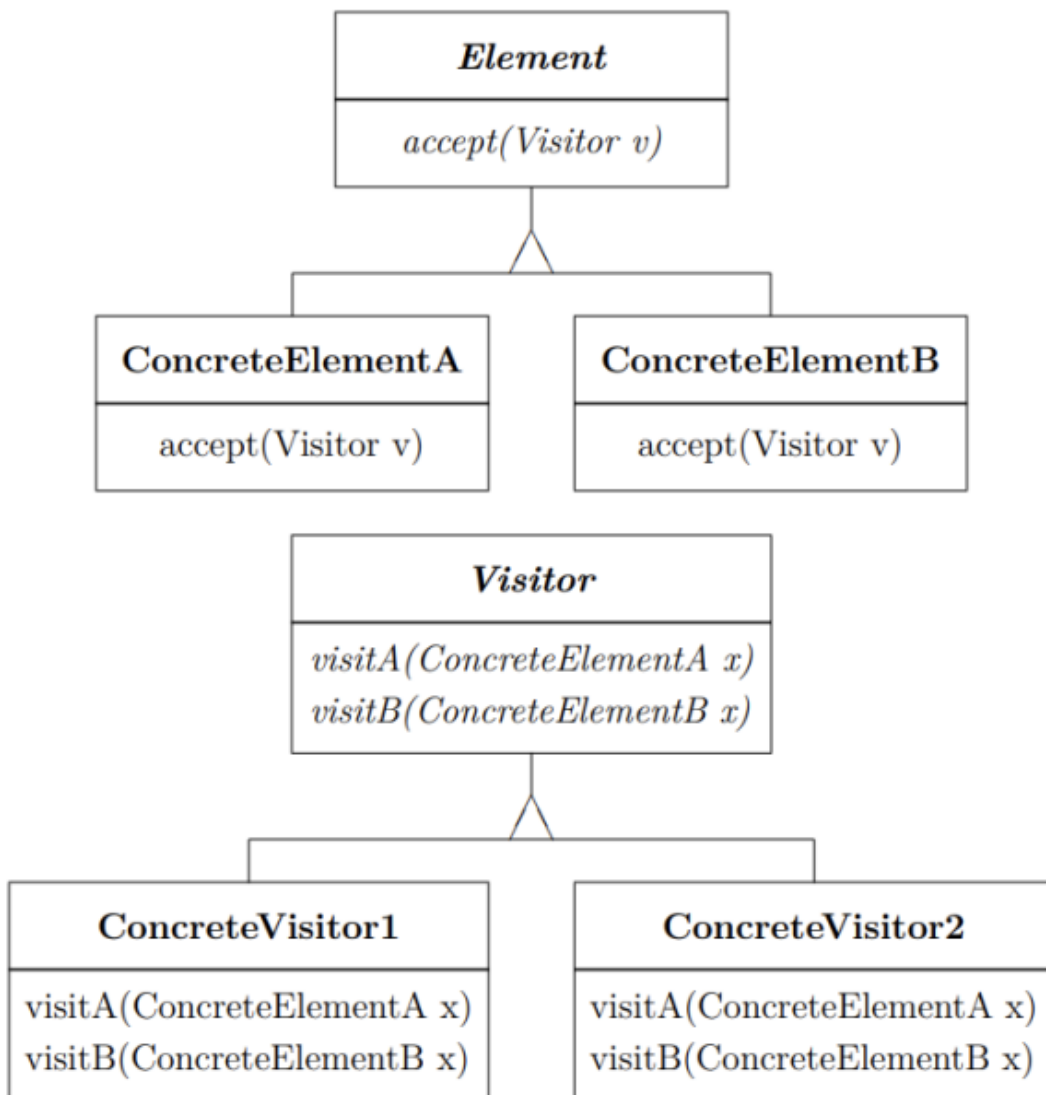 Element
accept(Visitor v)
ConcreteElementA
accept(Visitor v)
ConcreteElementB
accept(Visitor v)
Visitor
visitA(ConcreteElementA x)
visitB(ConcreteElementB x)
ConcreteVisitor1
visitA(ConcreteElementA x)
visitB(ConcreteElementB x)
ConcreteVisitor2
visitA(ConcreteElementA x)
visitB(ConcreteElementB x)